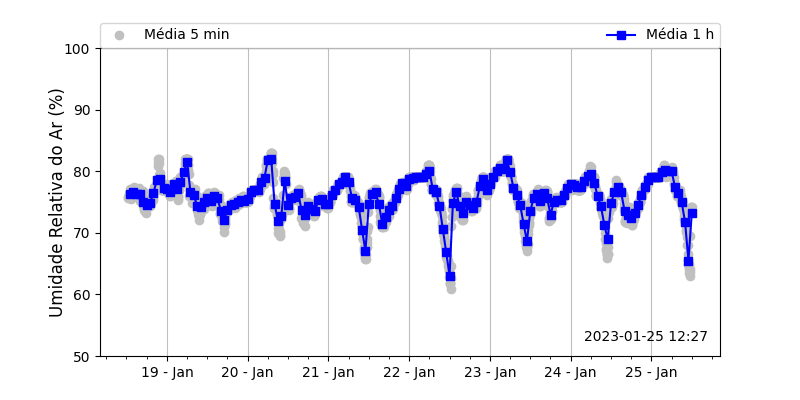 Média 5 min
Média 1 h
Umidade Relativa do Ar (%)
100
90
80
70
60
50
2023-01-25 12:27
19 - Jan
20 - Jan
21 - Jan
22 - Jan
23 - Jan
24 - Jan
25 - Jan